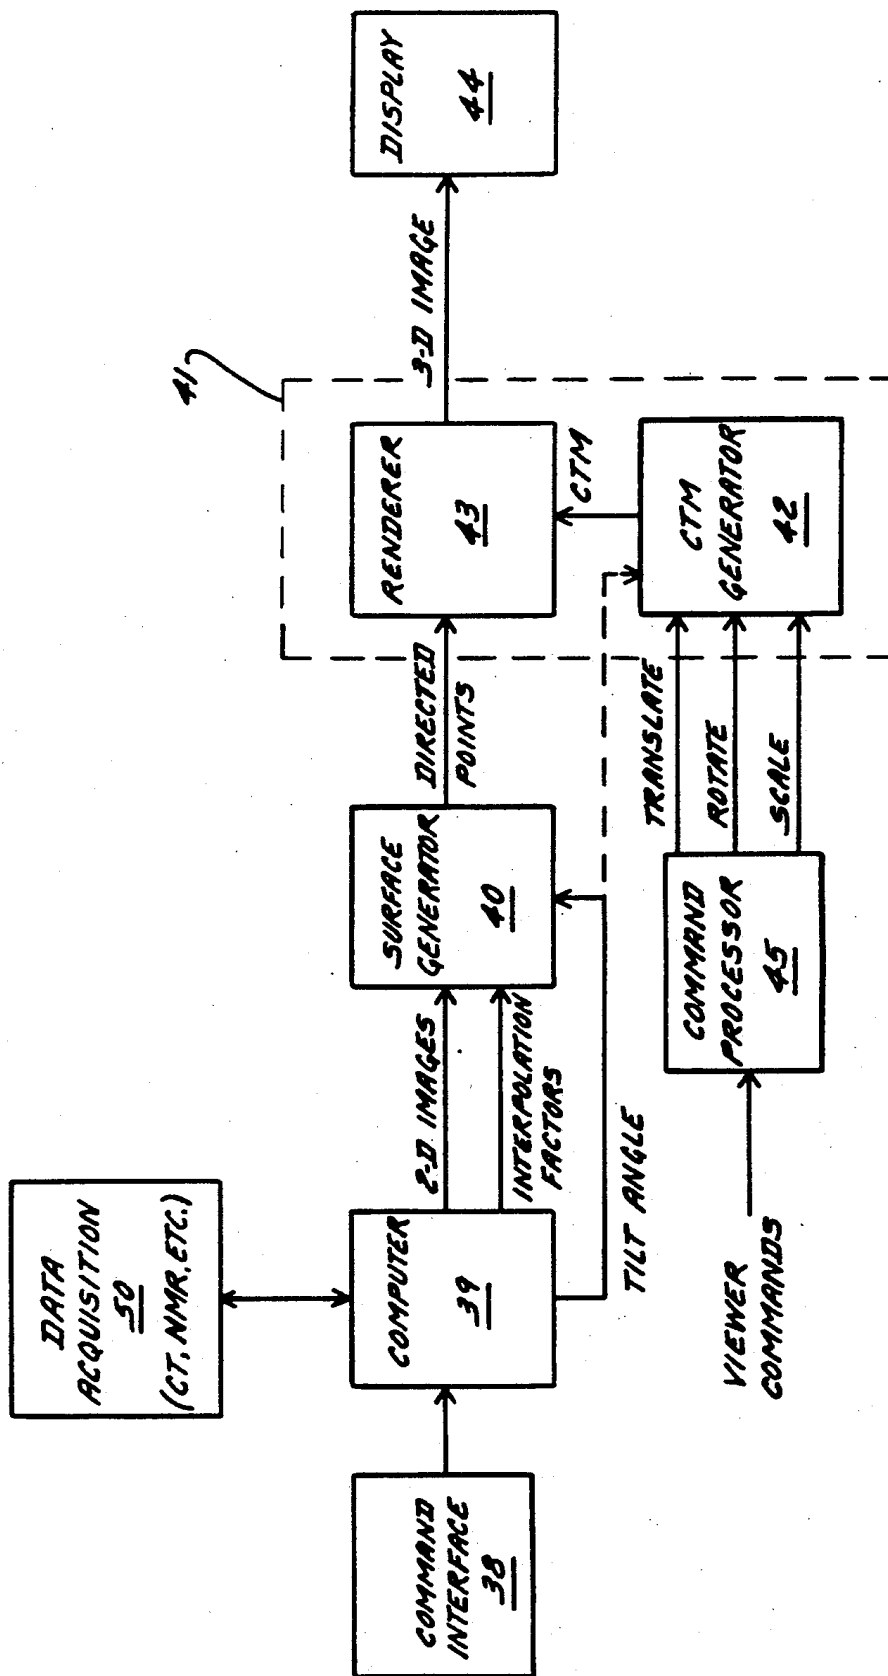 DATA
ACQUISITION
50
(CT, NMR, ETC.)
COMMAND
INTERFACE
38
COMPUTER
39
2-D IMAGES
INTERPOLATION
FACTORS
TILT ANGLE
SURFACE
GENERATOR
40
DIRECTED
POINTS
41
RENDERER
43
3-D IMAGE
DISPLAY
44
CTM
CTM
GENERATOR
42
TRANSLATE
ROTATE
SCALE
COMMAND
PROCESSOR
45
VIEWER
COMMANDS